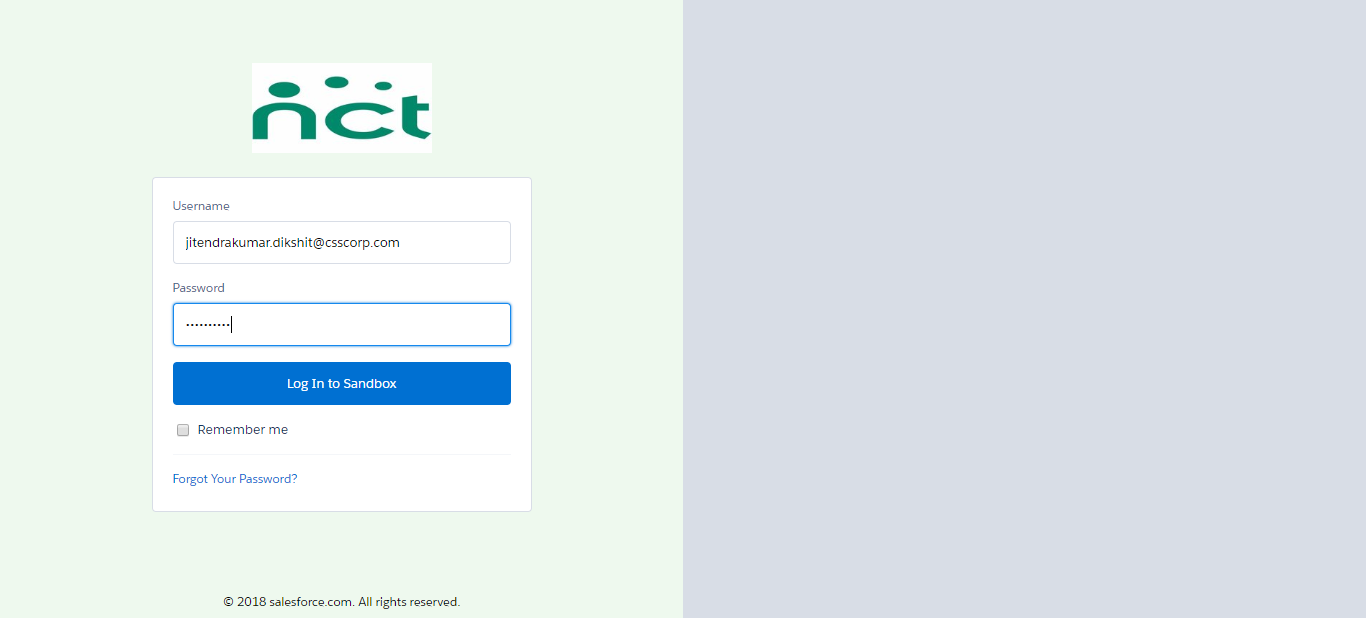 nct
Username
jitendrakumar.dikshit@csscorp.com
Password
••••••••••
Log In to Sandbox
Remember me
Forgot Your Password?
© 2018 salesforce.com. All rights reserved.